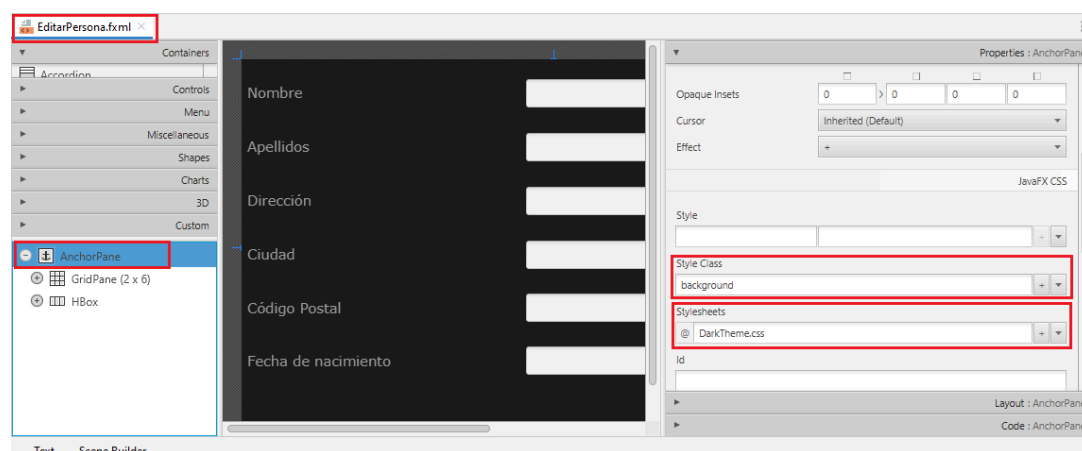 EditarPersona.fxml
Containers
Accordion
Controls
Menu
Miscellaneous
Shapes
Charts
3D
Custom
AnchorPane
GridPane (2 x 6)
HBox
Nombre
Apellidos
Dirección
Ciudad
Código Postal
Fecha de nacimiento
Properties : AnchorPane
Opaque Insets 0 0 0 0
Cursor Inherited (Default)
Effect +
JavaFX CSS
Style
+
Style Class
background +
Stylesheets
@ DarkTheme.css +
Id
Layout : AnchorPane
Code : AnchorPane
Text Scene Builder